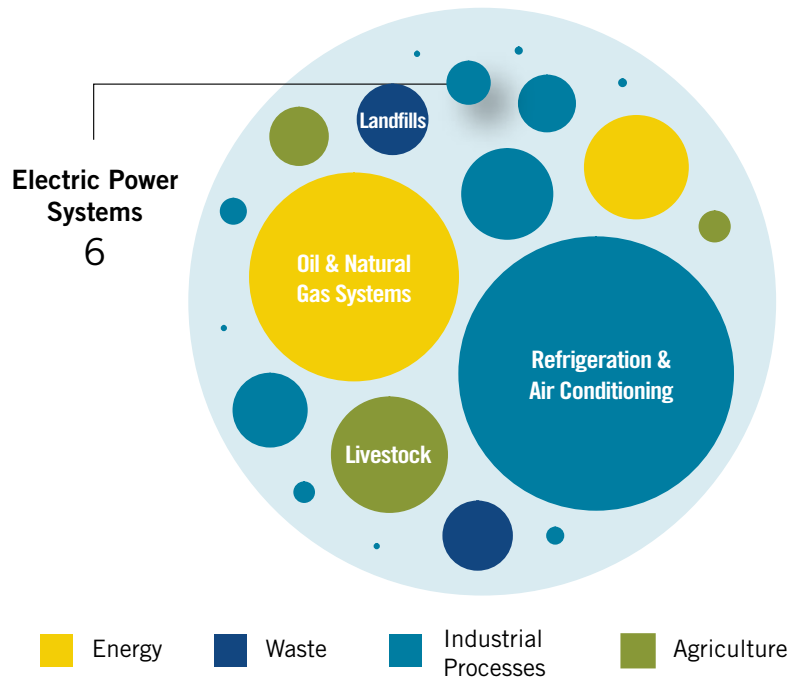 Landfills
Electric Power
Systems
6
Oil & Natural
Gas Systems
Refrigeration &
Air Conditioning
Livestock
Energy
Waste
Industrial
Processes
Agriculture